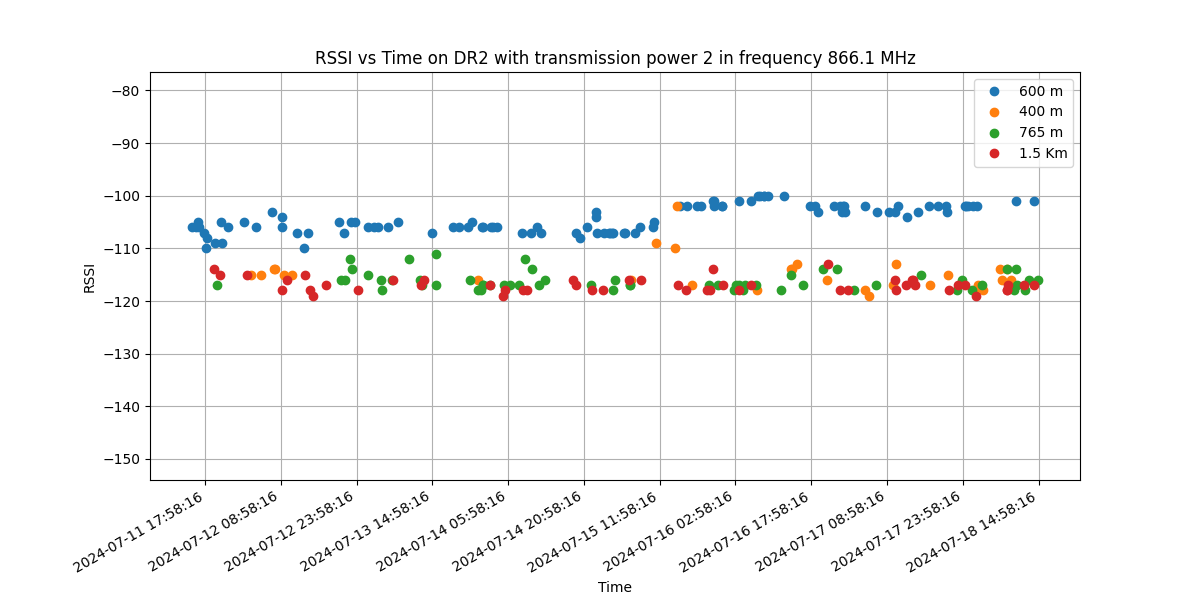 RSSI vs Time on DR2 with transmission power 2 in frequency 866.1 MHz
600 m
400 m
765 m
1.5 Km
RSSI
−80
−90
−100
−110
−120
−130
−140
−150
2024-07-11 17:58:16
2024-07-12 08:58:16
2024-07-12 23:58:16
2024-07-13 14:58:16
2024-07-14 05:58:16
2024-07-14 20:58:16
2024-07-15 11:58:16
2024-07-16 02:58:16
2024-07-16 17:58:16
2024-07-17 08:58:16
2024-07-17 23:58:16
2024-07-18 14:58:16
Time